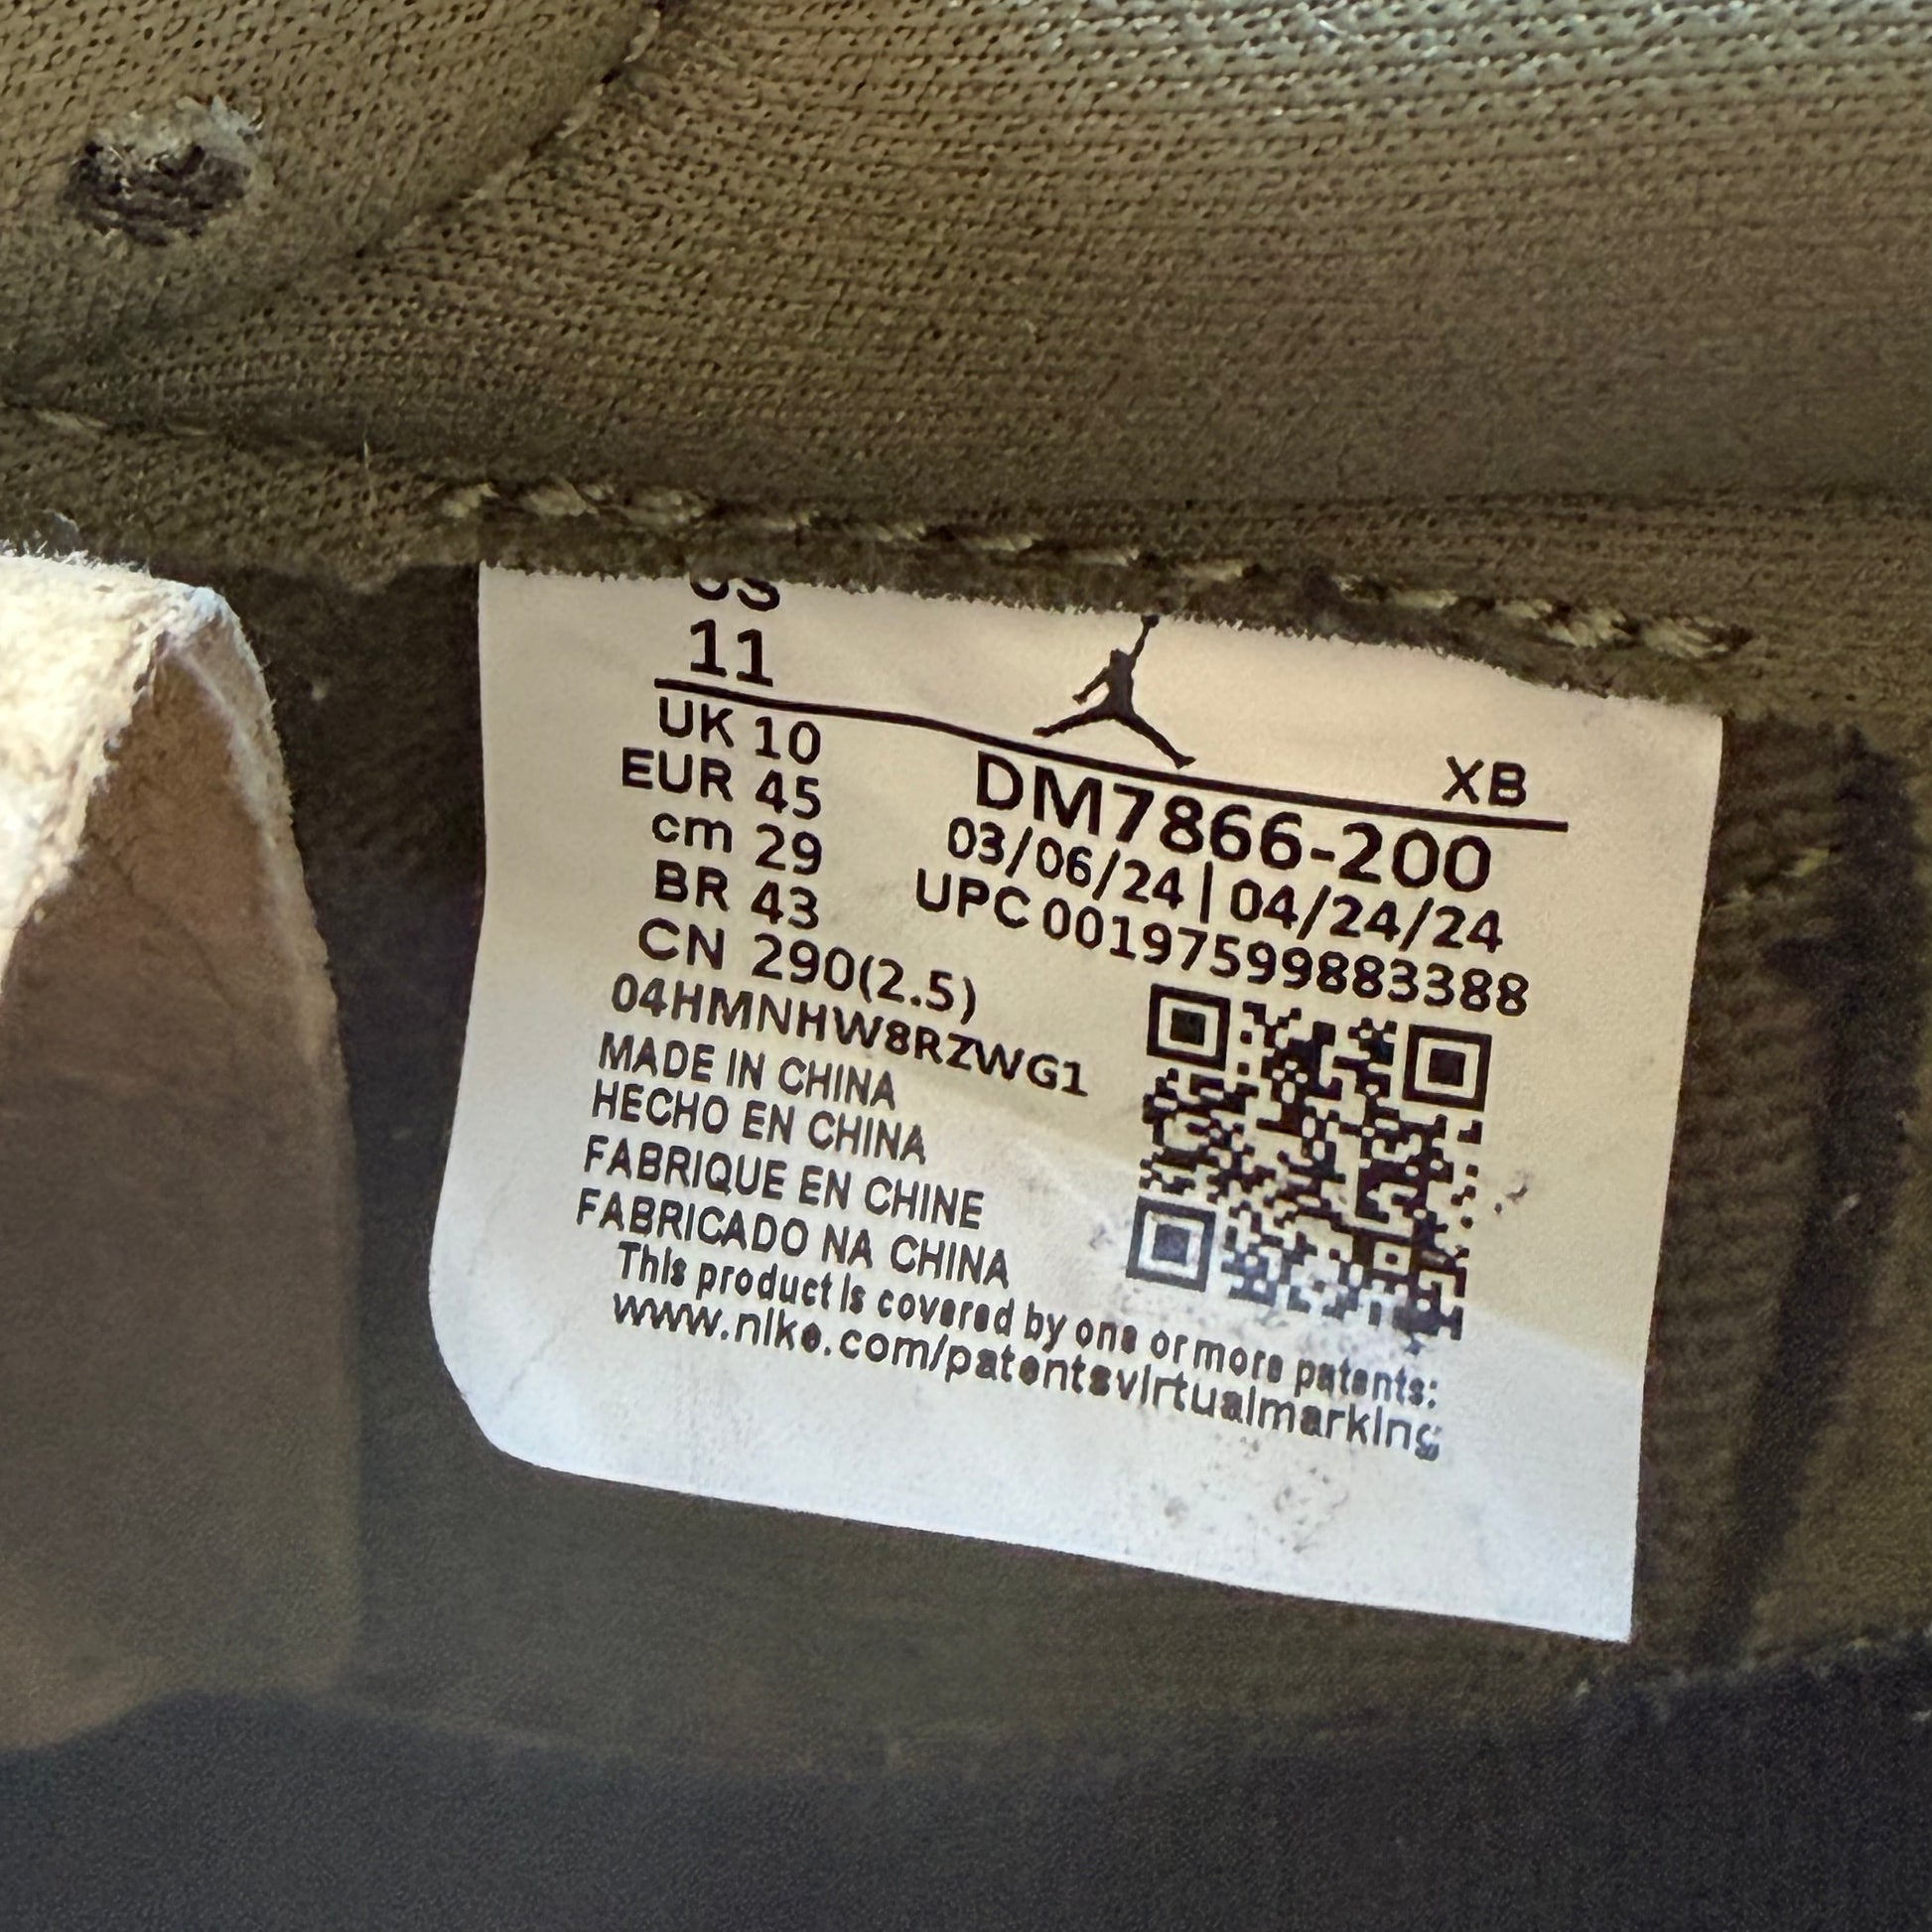 US
11
XB
UK 10
EUR 45
cm 29
BR 43
CN 290(2.5)
DM7866-200
03/06/24 | 04/24/24
UPC 00197599883388
04HMNHW8RZWG1
MADE IN CHINA
HECHO EN CHINA
FABRIQUE EN CHINE
FABRICADO NA CHINA
This product is covered by one or more patents:
www.nike.com/patentsvirtualmarking